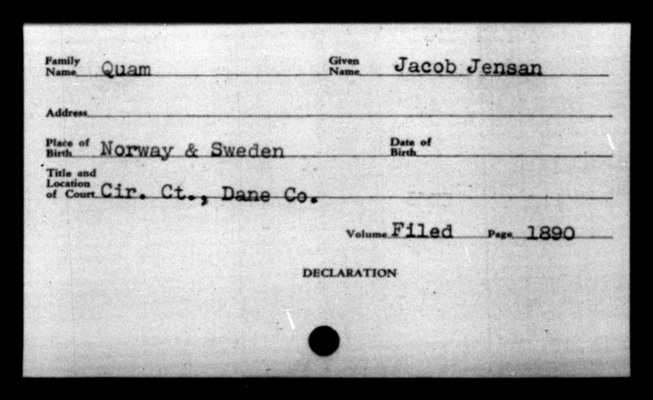 Family Name Quam Given Name Jacob Jensan
Address
Place of Birth Norway & Sweden Date of Birth
Title and Location of Court Cir. Ct., Dane Co.
Volume Filed Page 1890
DECLARATION